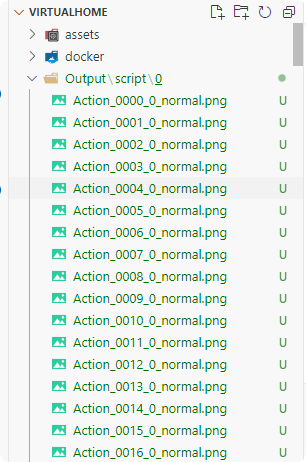 VIRTUALHOME
assets
docker
Output\script\0
Action_0000_0_normal.png U
Action_0001_0_normal.png U
Action_0002_0_normal.png U
Action_0003_0_normal.png U
Action_0004_0_normal.png U
Action_0005_0_normal.png U
Action_0006_0_normal.png U
Action_0007_0_normal.png U
Action_0008_0_normal.png U
Action_0009_0_normal.png U
Action_0010_0_normal.png U
Action_0011_0_normal.png U
Action_0012_0_normal.png U
Action_0013_0_normal.png U
Action_0014_0_normal.png U
Action_0015_0_normal.png U
Action_0016_0_normal.png U